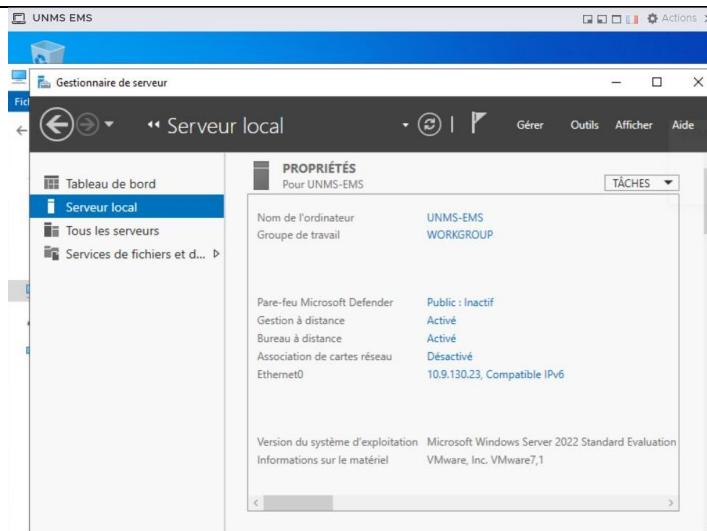 UNMS EMS
Actions
Gestionnaire de serveur
Serveur local
Gérer Outils Afficher Aide
PROPRIÉTÉS
Pour UNMS-EMS
TÂCHES
Tableau de bord
Serveur local
Tous les serveurs
Services de fichiers et d...
Nom de l'ordinateur UNMS-EMS
Groupe de travail WORKGROUP
Pare-feu Microsoft Defender Public : Inactif
Gestion à distance Activé
Bureau à distance Activé
Association de cartes réseau Désactivé
Ethernet0 10.9.130.23, Compatible IPv6
Version du système d'exploitation Microsoft Windows Server 2022 Standard Evaluation
Informations sur le matériel VMware, Inc. VMware7,1